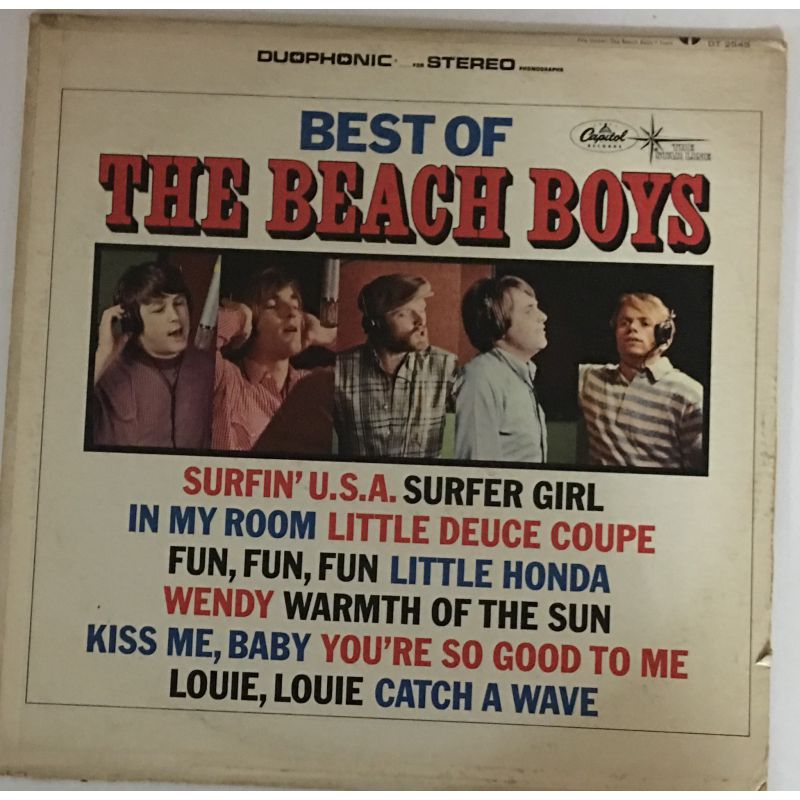 DT 2545
DUOPHONIC FOR STEREO PHONOGRAPHS
BEST OF
THE BEACH BOYS
Capitol
RECORDS
THE
STAR LINE
SURFIN' U.S.A. SURFER GIRL
IN MY ROOM LITTLE DEUCE COUPE
FUN, FUN, FUN LITTLE HONDA
WENDY WARMTH OF THE SUN
KISS ME, BABY YOU'RE SO GOOD TO ME
LOUIE, LOUIE CATCH A WAVE